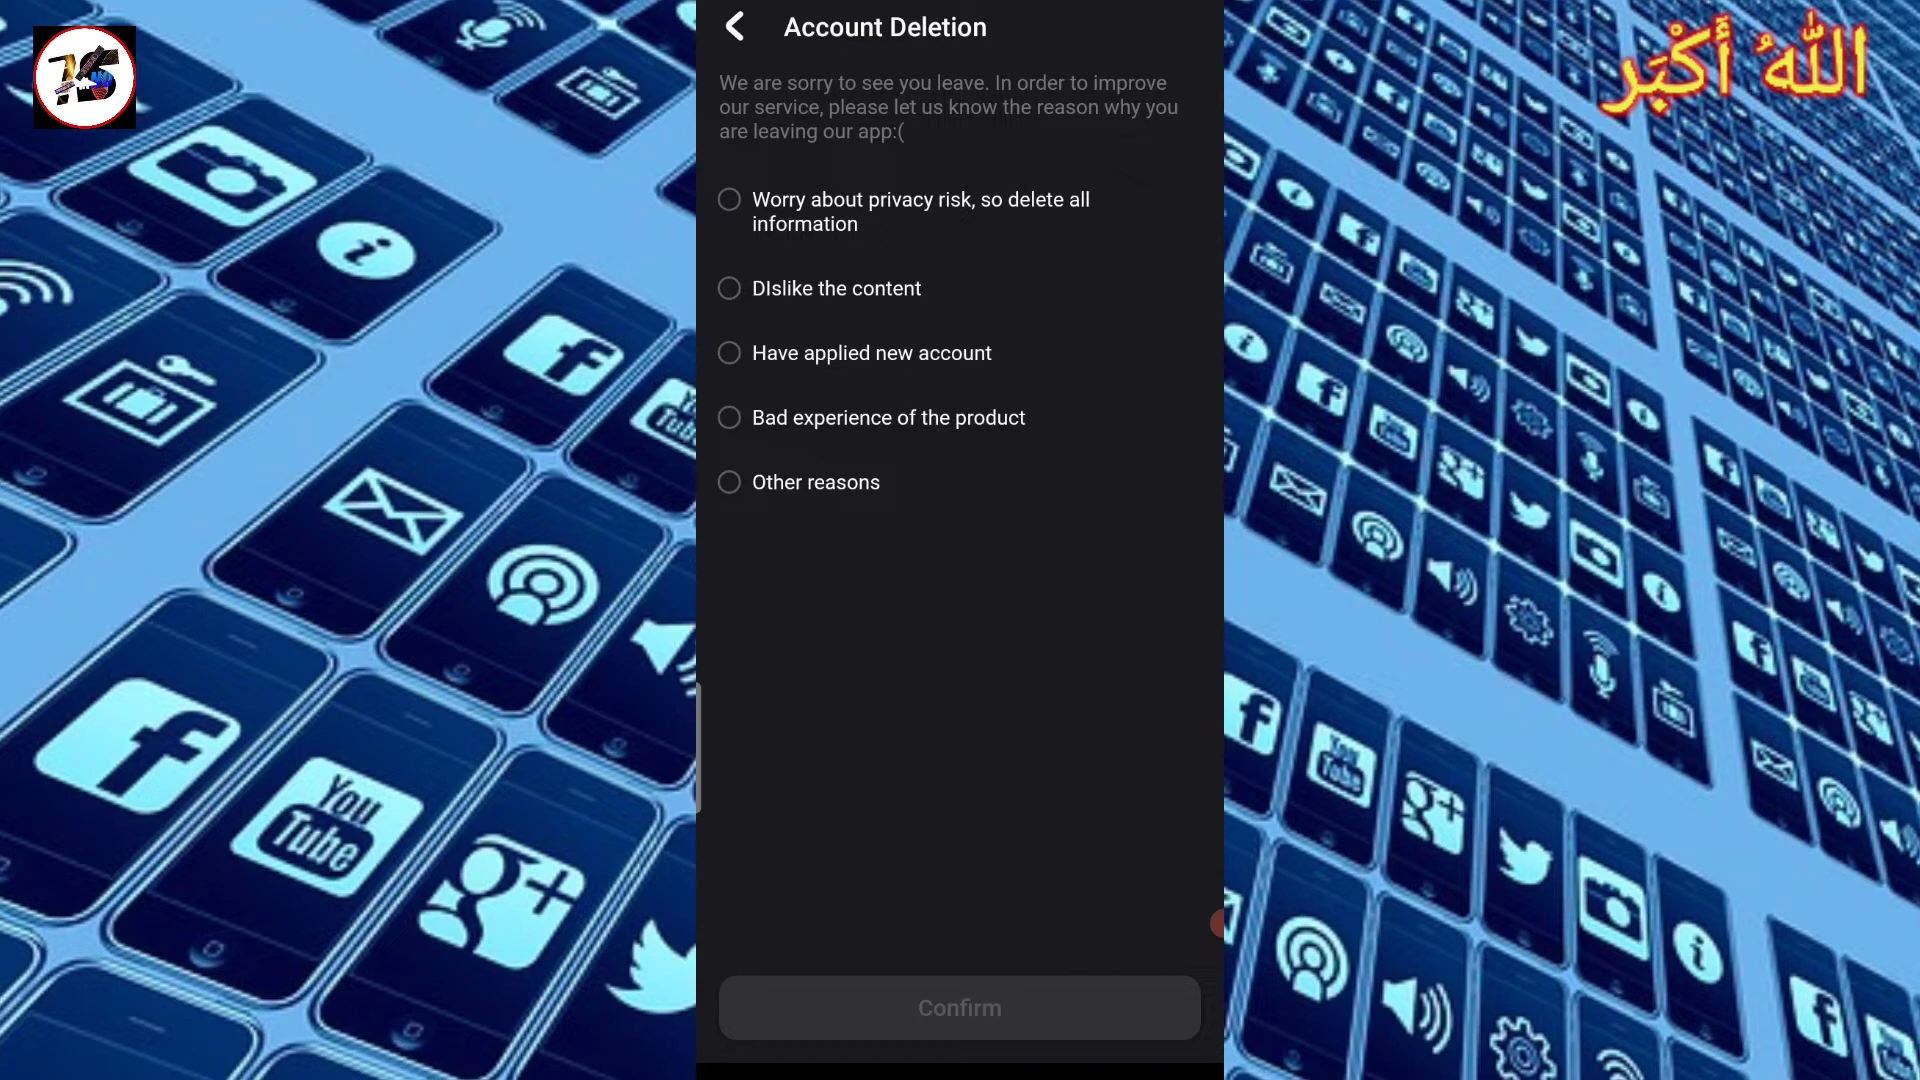 Account Deletion
We are sorry to see you leave. In order to improve
our service, please let us know the reason why you
are leaving our app:(
Worry about privacy risk, so delete all
information
DIslike the content
Have applied new account
Bad experience of the product
Other reasons
Confirm
اللّٰهُ أَكْبَر
You
Tube
You
Tube